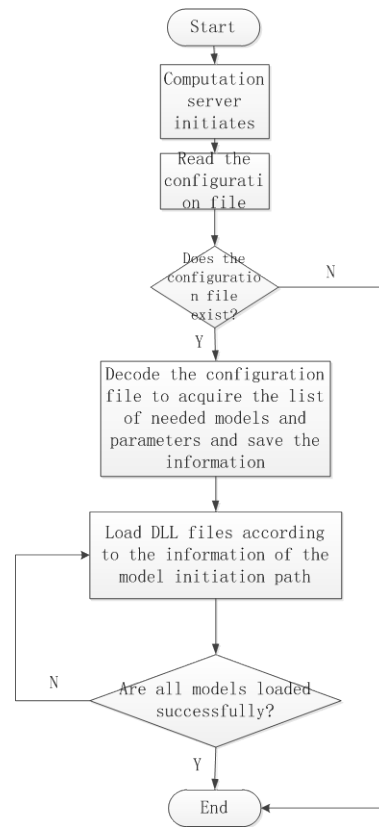 Start
Computation
server
initiates
Read the
configurati
on file
Does the
configuratio
n file
exist?
N
Y
Decode the configuration
file to acquire the list
of needed models and
parameters and save the
information
Load DLL files according
to the information of the
model initiation path
N
Are all models loaded
successfully?
Y
End